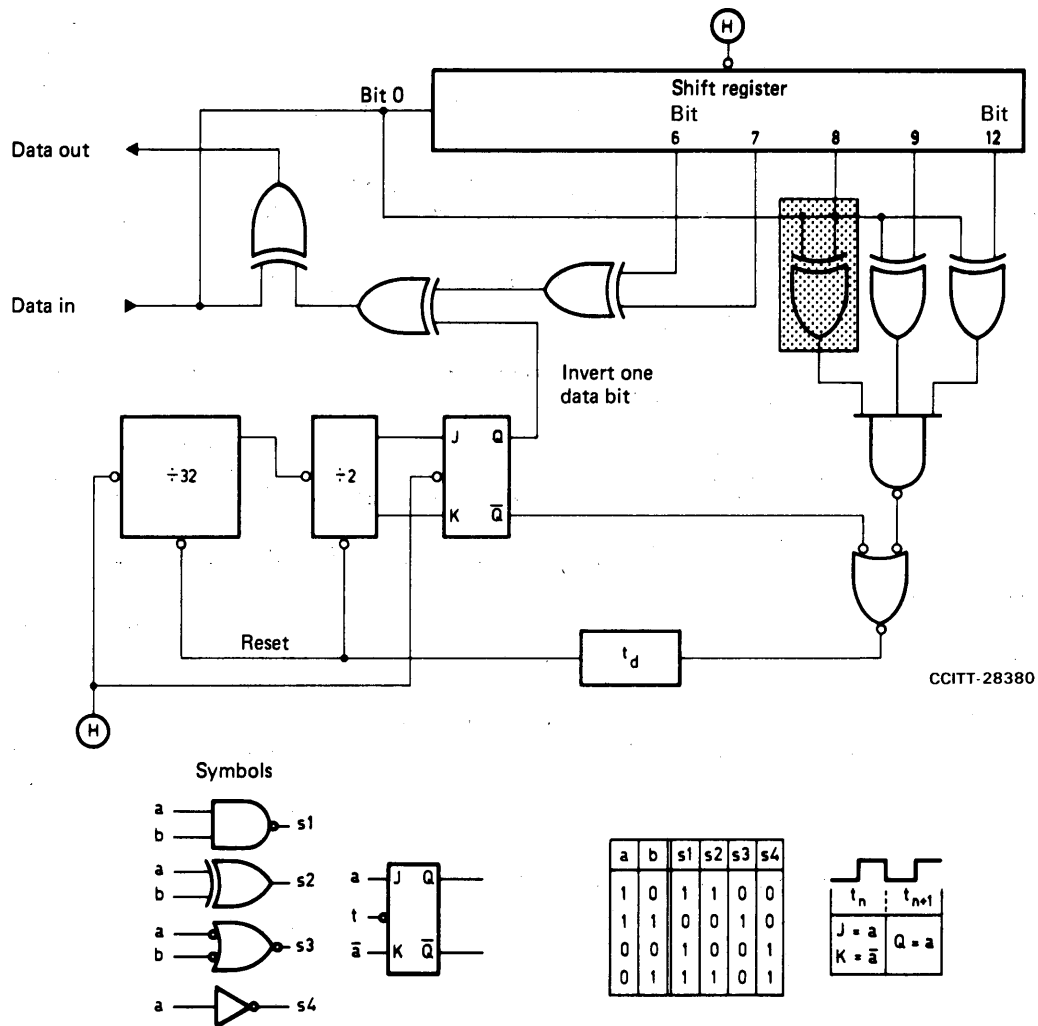 H
Shift register
Bit 0
Bit Bit
6 7 8 9 12
Data out
Data in
Invert one
data bit
÷32
÷2
J Q
K Q̅
Reset
t_d
CCITT-28380
H
Symbols
a
b
s1
a
b
s2
a
b
s3
a
s4
a J Q
t
a̅ K Q̅
a b s1 s2 s3 s4
1 0 1 1 0 0
1 1 0 0 1 0
0 0 1 0 0 1
0 1 1 1 0 1
t_n t_n+1
J = a
K = a̅
Q = a